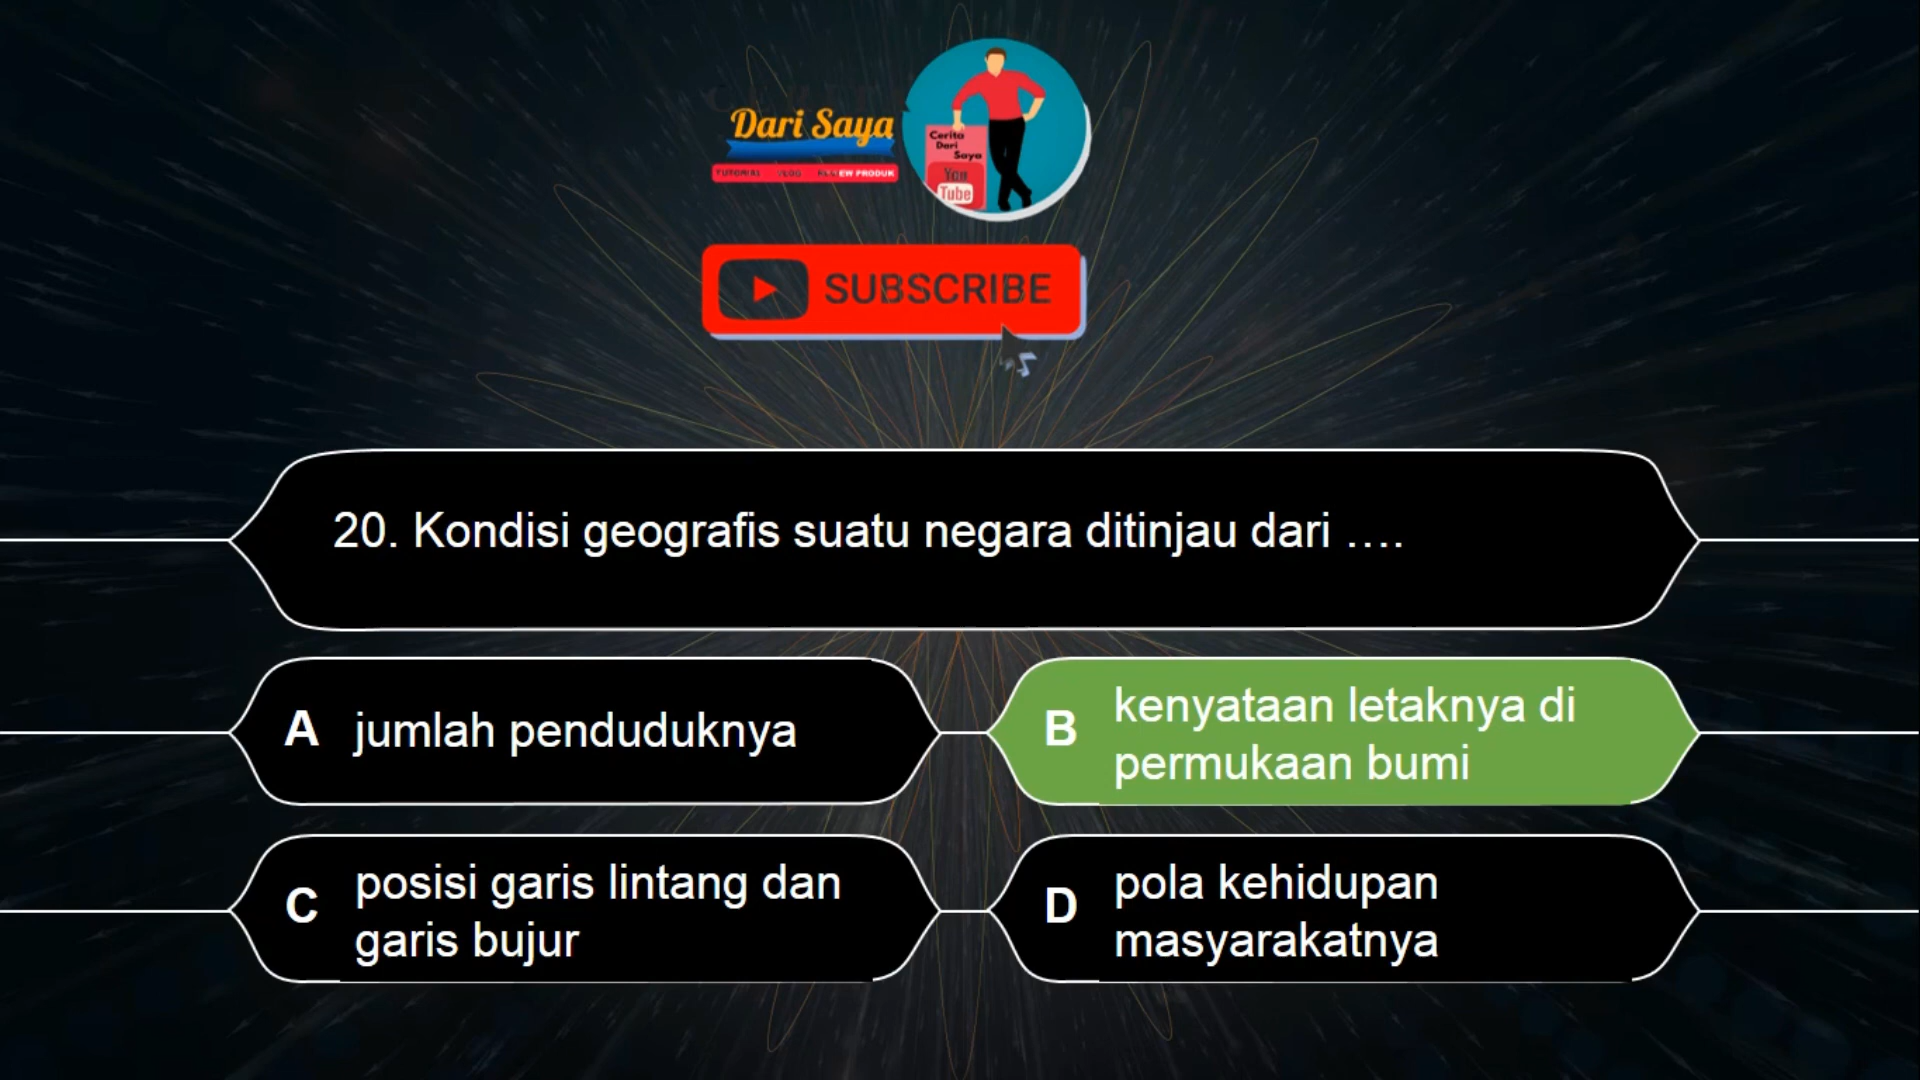 Dari Saya
TUTORIAL VLOG REVIEW PRODUK
Cerita
Dari
Saya
You
Tube
SUBSCRIBE
20. Kondisi geografis suatu negara ditinjau dari ....
A jumlah penduduknya
B kenyataan letaknya di
permukaan bumi
C posisi garis lintang dan
garis bujur
D pola kehidupan
masyarakatnya